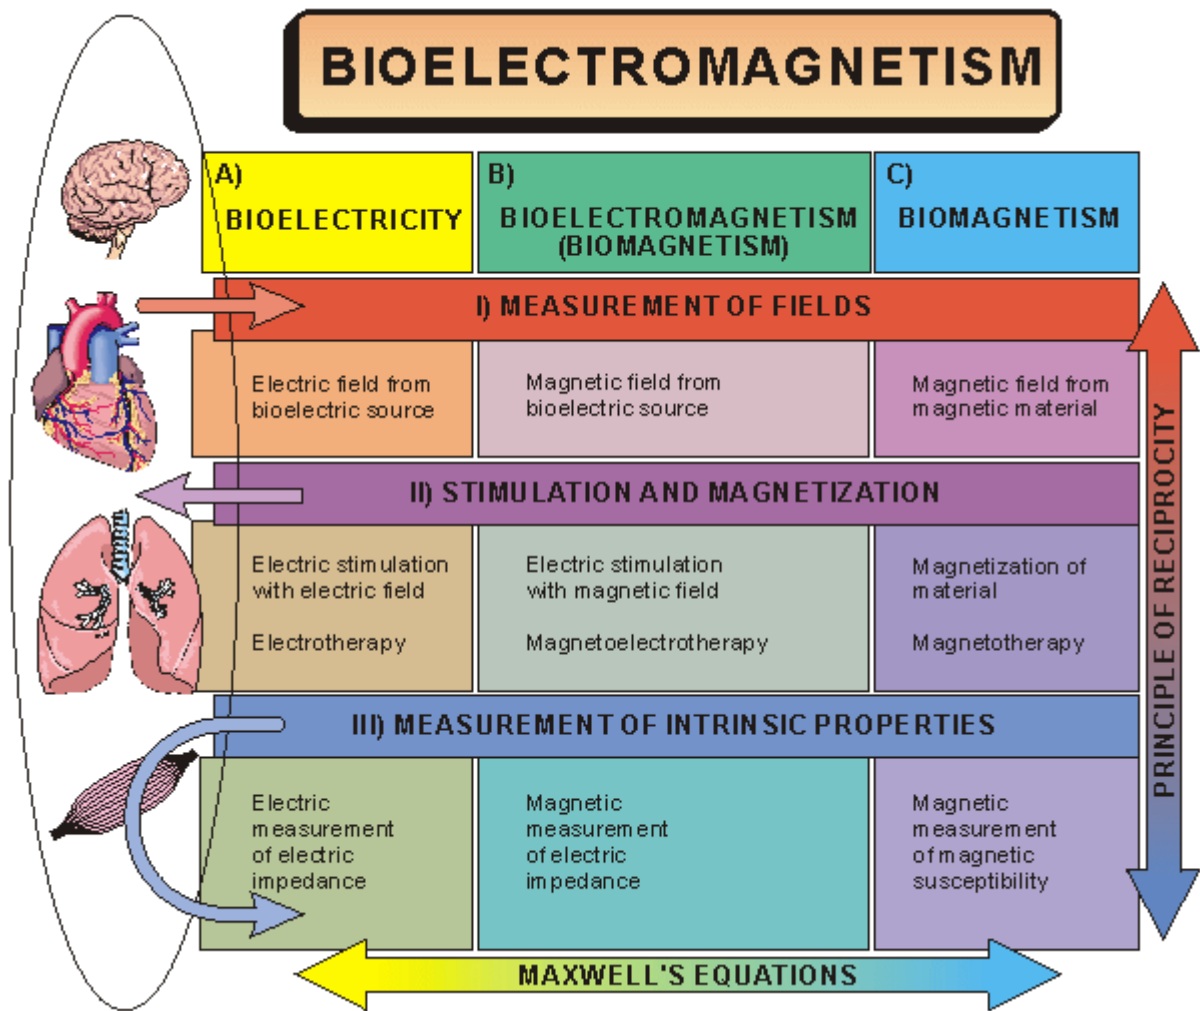 BIOELECTROMAGNETISM
A)
BIOELECTRICITY
B)
BIOELECTROMAGNETISM
(BIOMAGNETISM)
C)
BIOMAGNETISM
I) MEASUREMENT OF FIELDS
Electric field from
bioelectric source
Magnetic field from
bioelectric source
Magnetic field from
magnetic material
II) STIMULATION AND MAGNETIZATION
Electric stimulation
with electric field
Electrotherapy
Electric stimulation
with magnetic field
Magnetoelectrotherapy
Magnetization of
material
Magnetotherapy
III) MEASUREMENT OF INTRINSIC PROPERTIES
Electric
measurement
of electric
impedance
Magnetic
measurement
of electric
impedance
Magnetic
measurement
of magnetic
susceptibility
PRINCIPLE OF RECIPROCITY
MAXWELL'S EQUATIONS